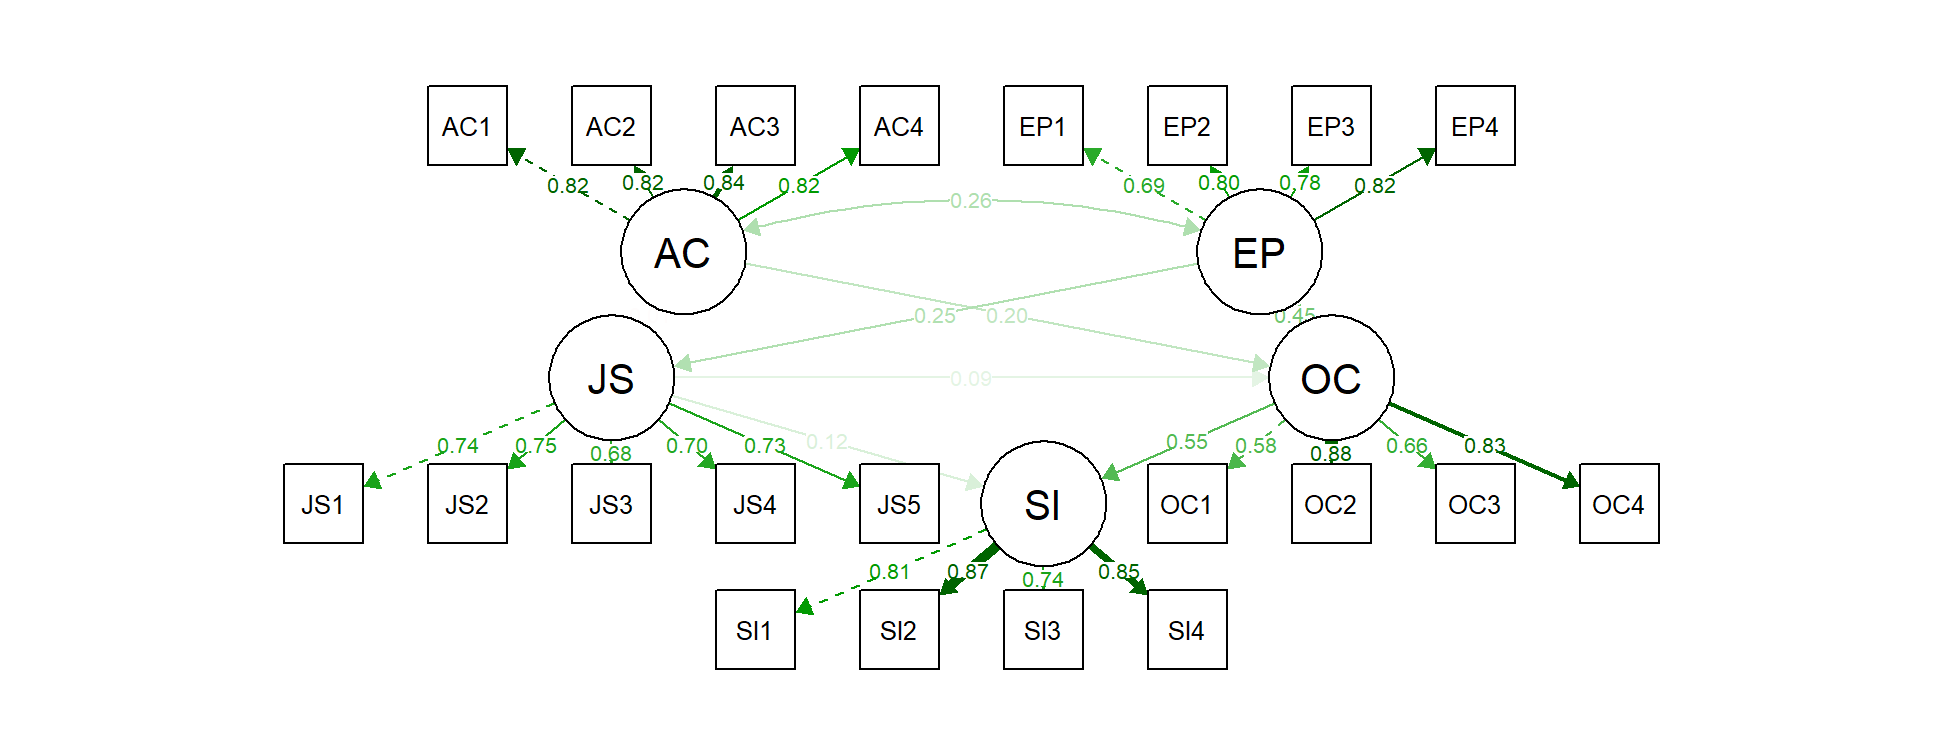 AC1 AC2 AC3 AC4 EP1 EP2 EP3 EP4
0.82 0.82 0.84 0.82 0.69 0.80 0.78 0.82
0.26
AC EP
0.25 0.20 0.45
JS OC
0.09
0.74 0.75 0.68 0.70 0.73 0.12 0.55 0.58 0.88 0.66 0.83
JS1 JS2 JS3 JS4 JS5 SI OC1 OC2 OC3 OC4
0.81 0.87 0.74 0.85
SI1 SI2 SI3 SI4